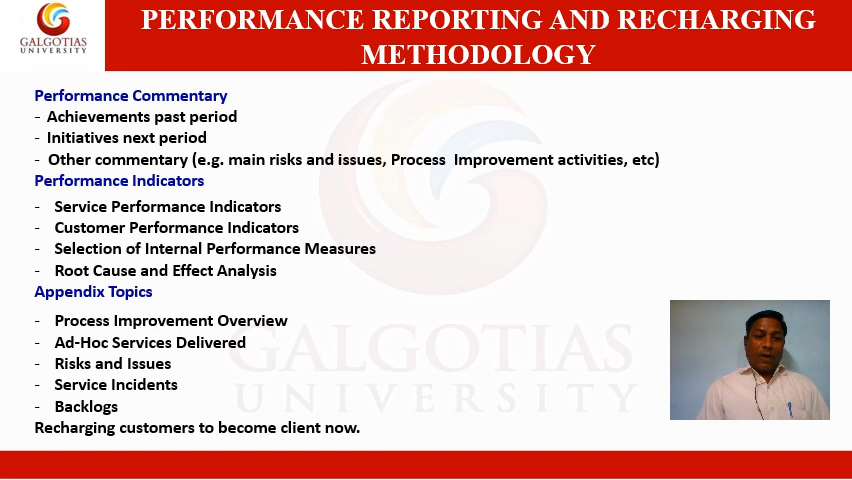 GALGOTIAS
UNIVERSITY
PERFORMANCE REPORTING AND RECHARGING
METHODOLOGY
Performance Commentary
- Achievements past period
- Initiatives next period
- Other commentary (e.g. main risks and issues, Process Improvement activities, etc)
Performance Indicators
- Service Performance Indicators
- Customer Performance Indicators
- Selection of Internal Performance Measures
- Root Cause and Effect Analysis
Appendix Topics
- Process Improvement Overview
- Ad-Hoc Services Delivered
- Risks and Issues
- Service Incidents
- Backlogs
Recharging customers to become client now.
GALGOTIAS
UNIVERSITY